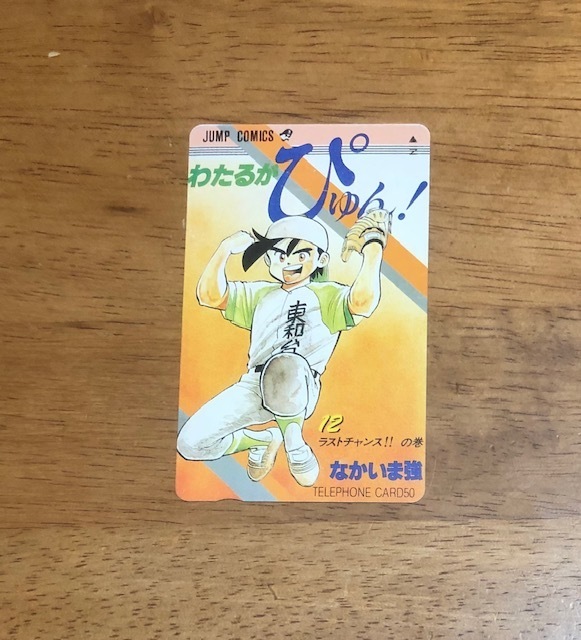 JUMP COMICS
わたるが
ぴゅん!
東和台
12
ラストチャンス!! の巻
なかいま強
TELEPHONE CARD50